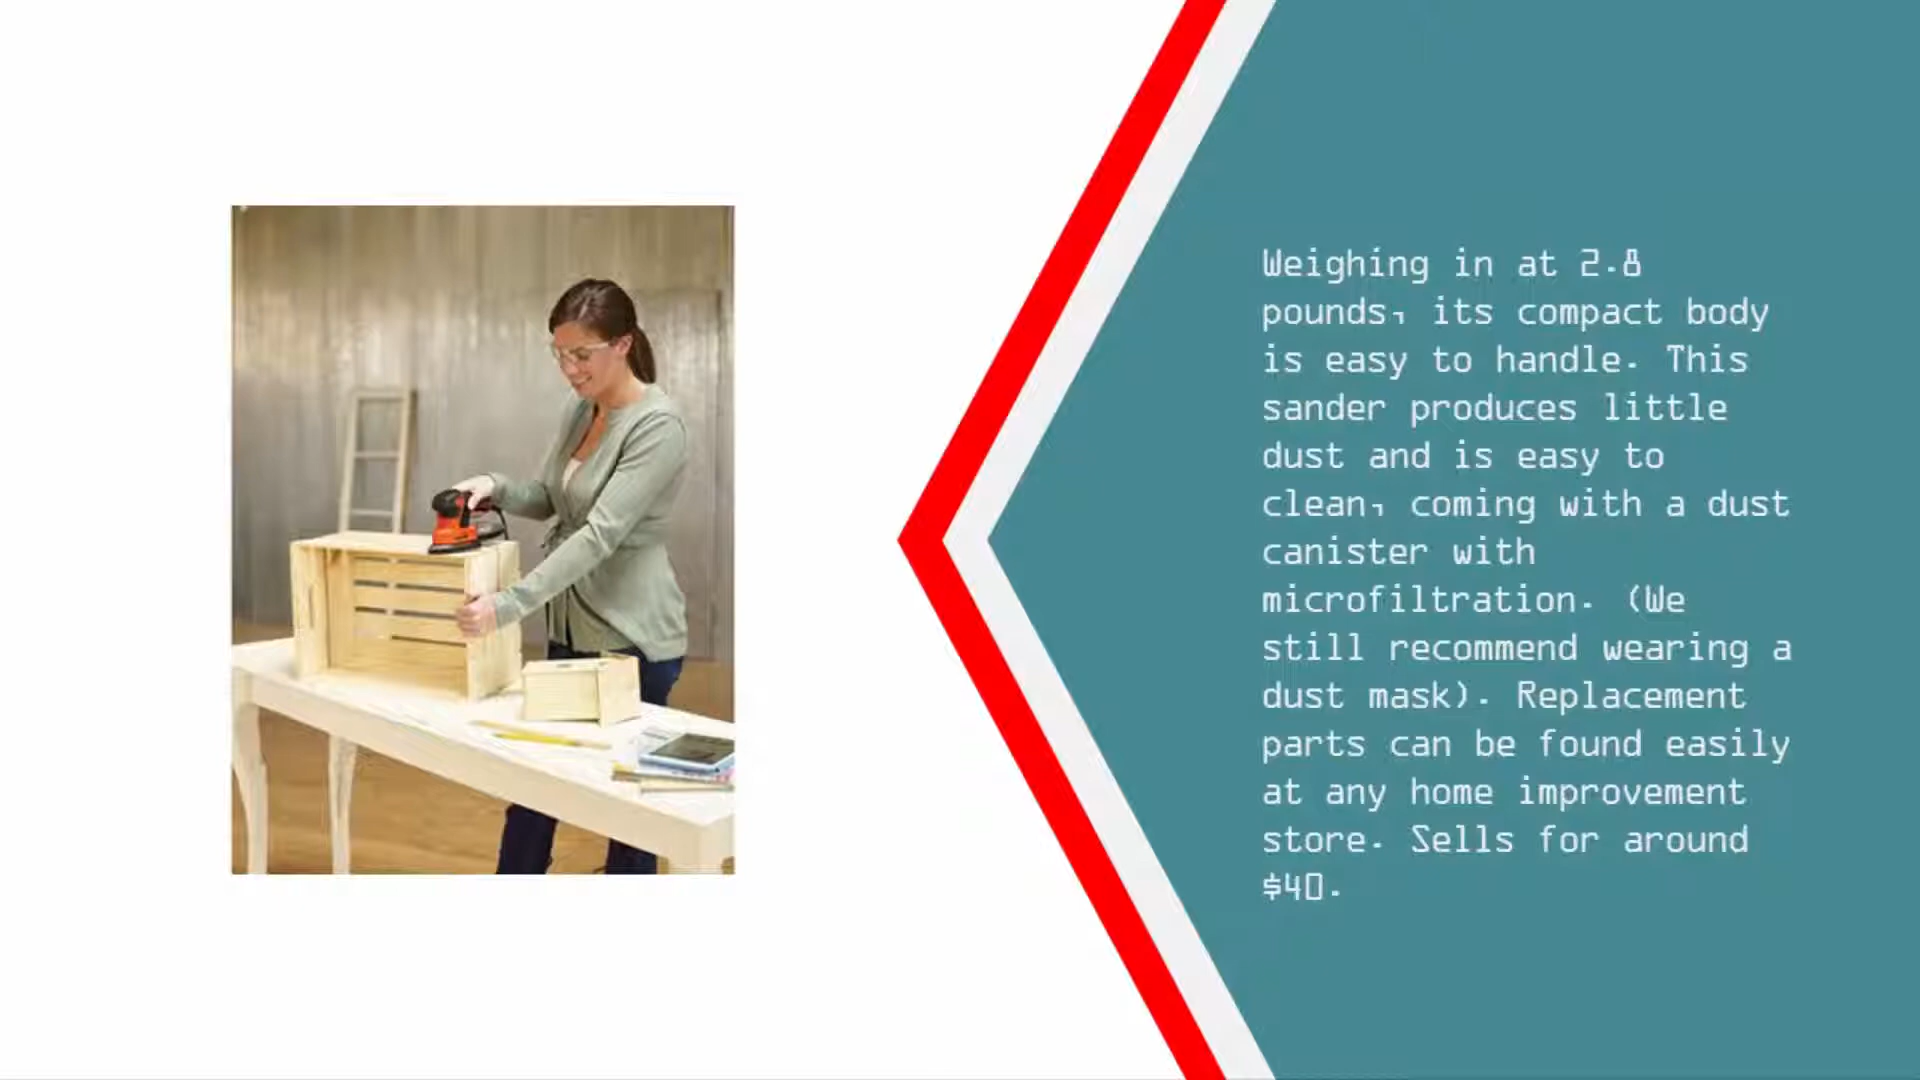 Weighing in at 2.8
pounds, its compact body
is easy to handle. This
sander produces little
dust and is easy to
clean, coming with a dust
canister with
microfiltration. (We
still recommend wearing a
dust mask). Replacement
parts can be found easily
at any home improvement
store. Sells for around
$40.